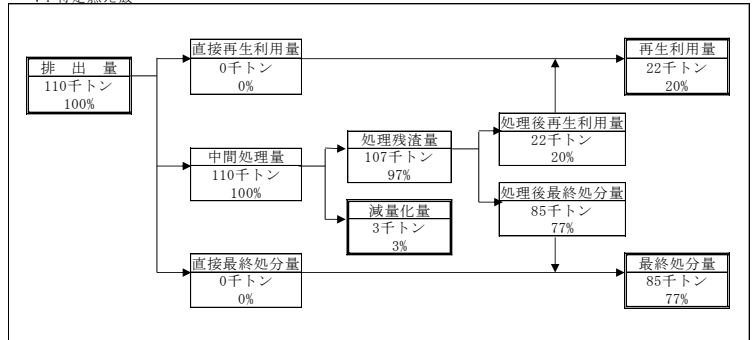 排 出 量
110千トン
100%
直接再生利用量
0千トン
0%
中間処理量
110千トン
100%
直接最終処分量
0千トン
0%
処理残渣量
107千トン
97%
減量化量
3千トン
3%
処理後再生利用量
22千トン
20%
処理後最終処分量
85千トン
77%
再生利用量
22千トン
20%
最終処分量
85千トン
77%